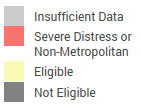 Insufficient Data
Severe Distress or
Non-Metropolitan
Eligible
Not Eligible